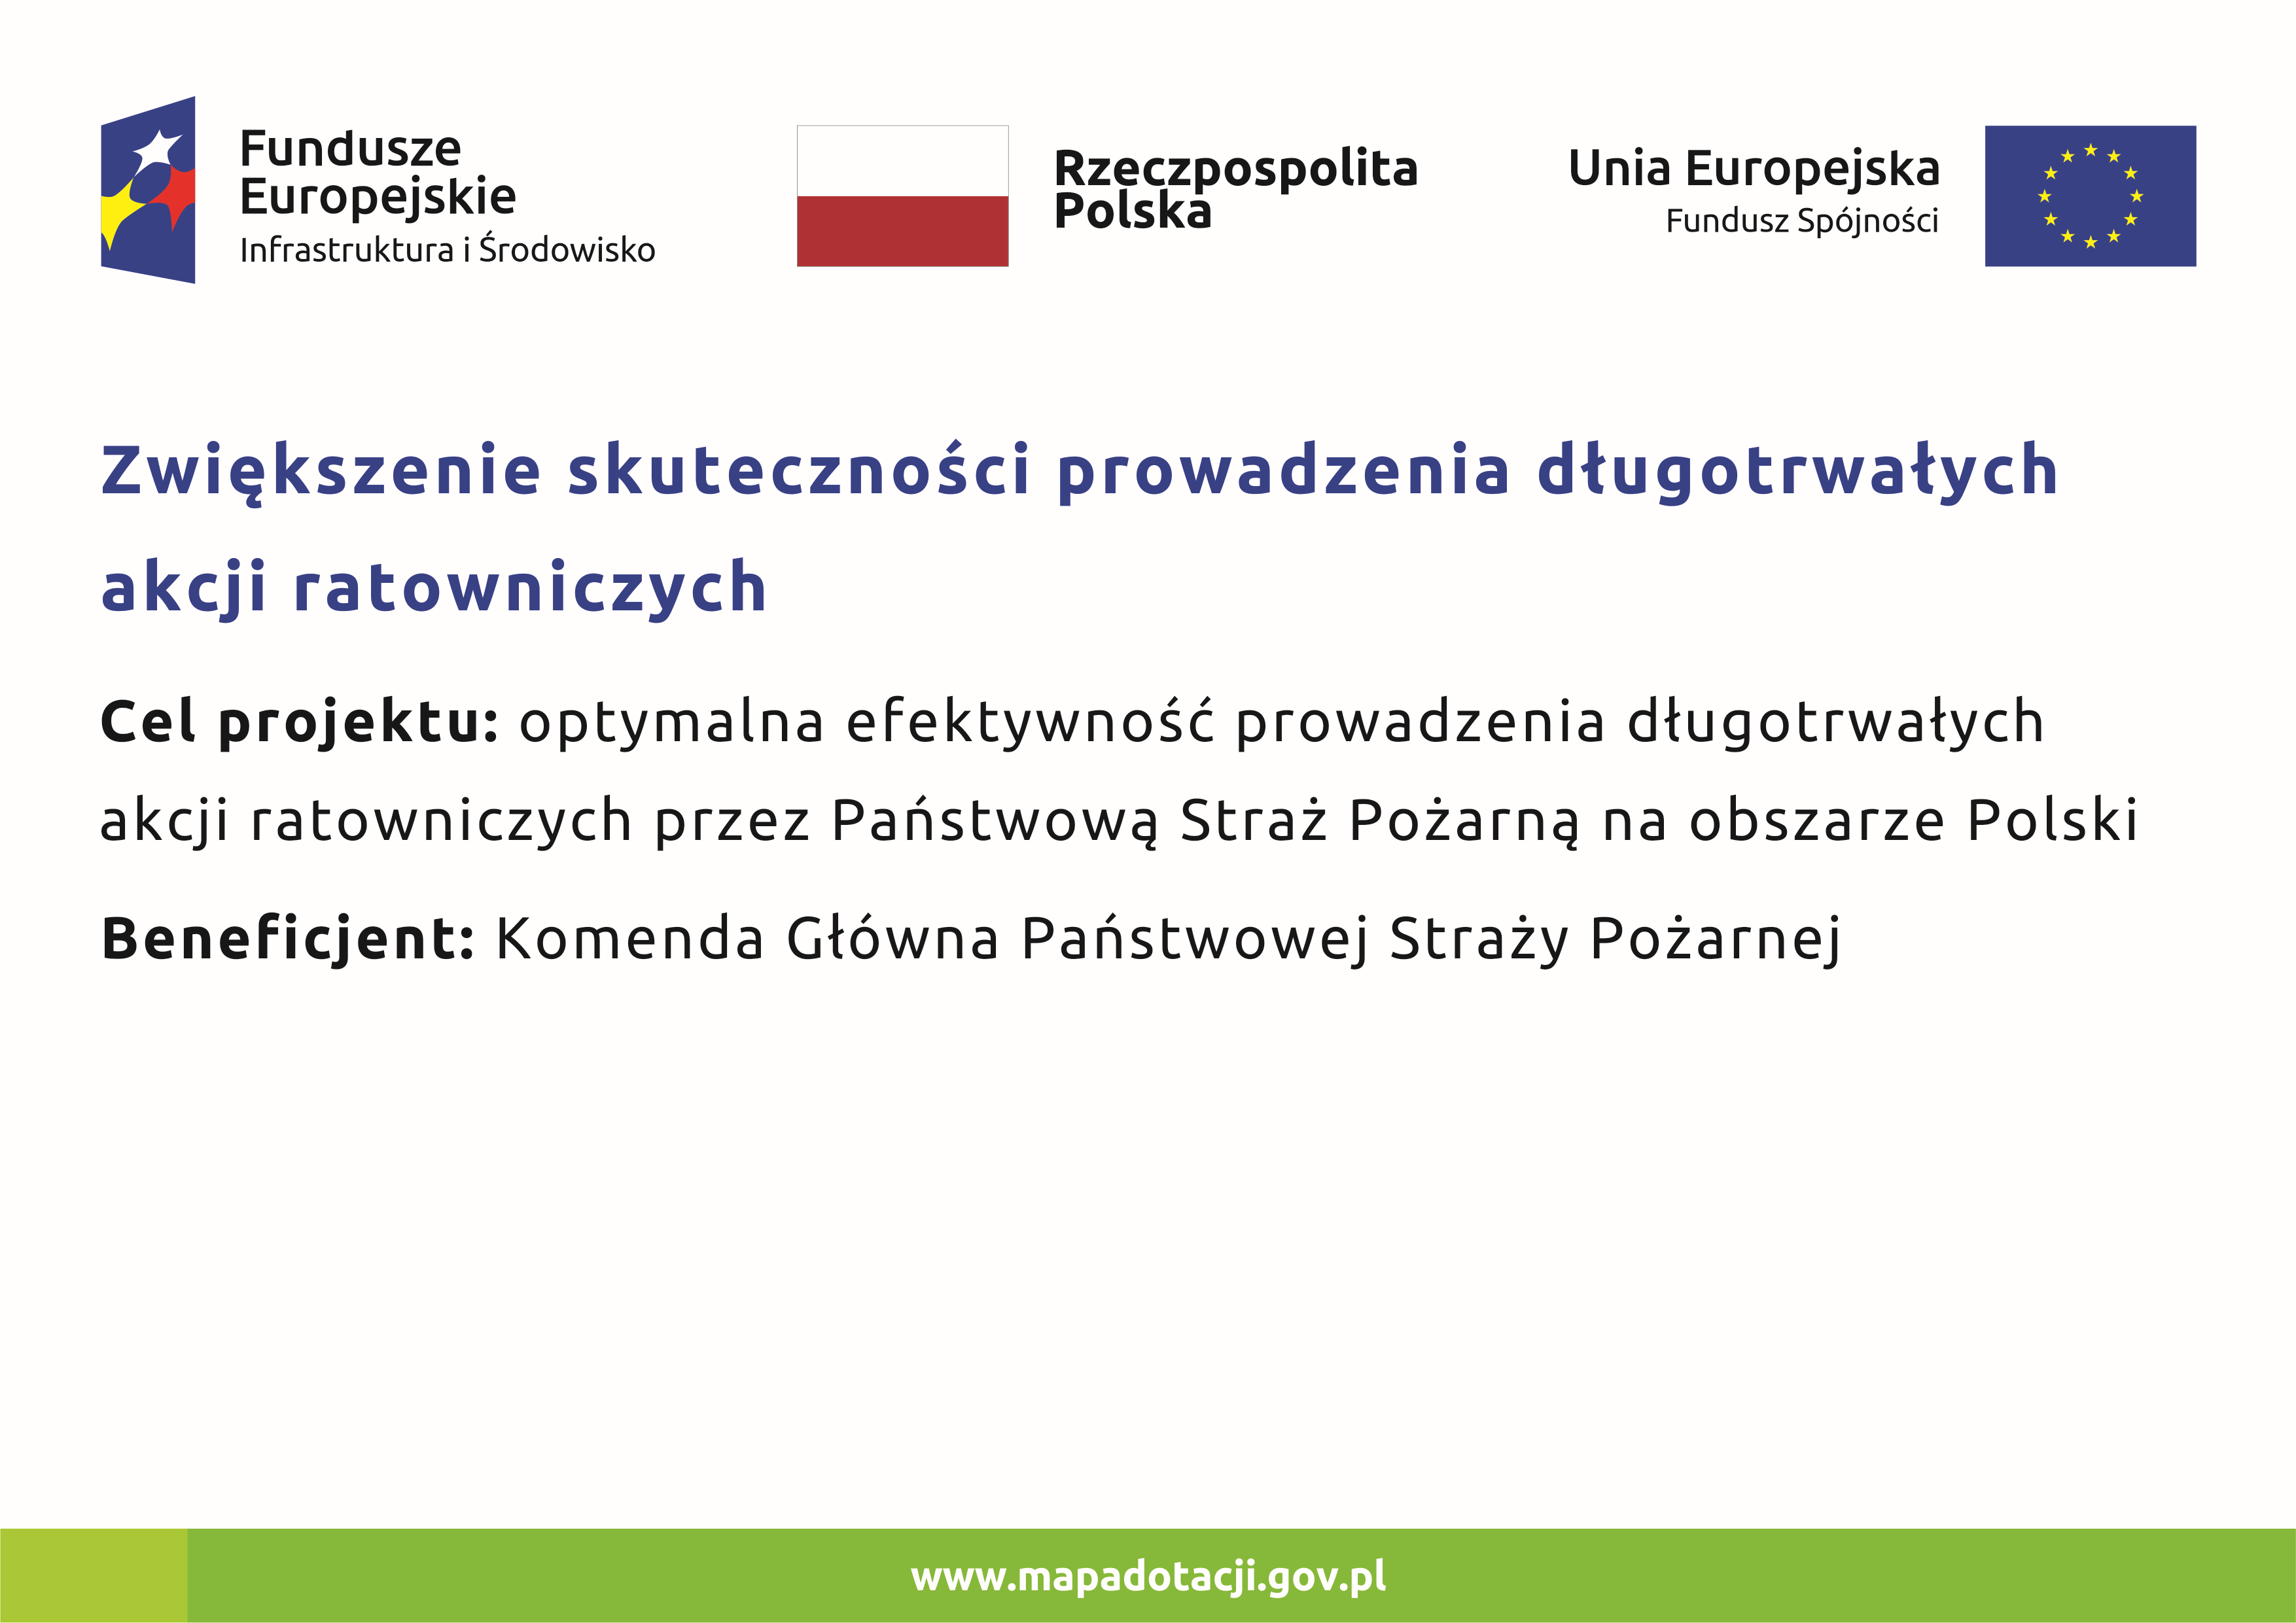 Fundusze
Europejskie
Infrastruktura i Środowisko
Rzeczpospolita
Polska
Unia Europejska
Fundusz Spójności
Zwiększenie skuteczności prowadzenia długotrwałych
akcji ratowniczych
Cel projektu: optymalna efektywność prowadzenia długotrwałych
akcji ratowniczych przez Państwową Straż Pożarną na obszarze Polski
Beneficjent: Komenda Główna Państwowej Straży Pożarnej
www.mapadotacji.gov.pl